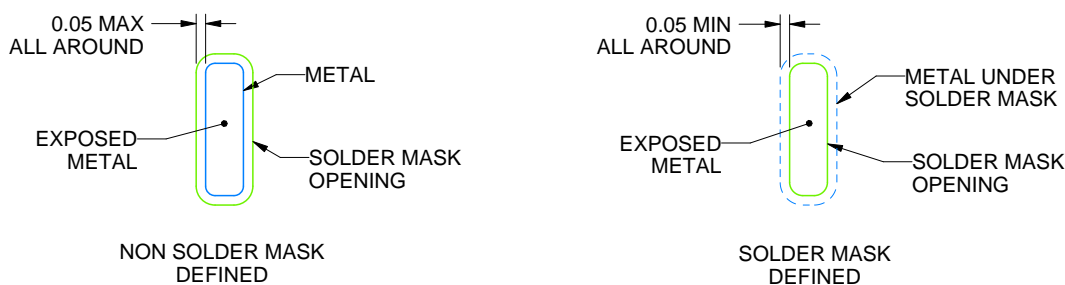 0.05 MAX
ALL AROUND
METAL
EXPOSED
METAL
SOLDER MASK
OPENING
NON SOLDER MASK
DEFINED
0.05 MIN
ALL AROUND
METAL UNDER
SOLDER MASK
EXPOSED
METAL
SOLDER MASK
OPENING
SOLDER MASK
DEFINED